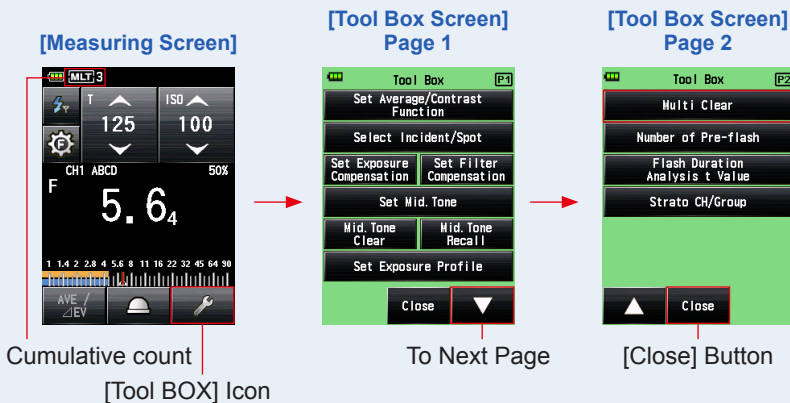 [Measuring Screen]
MLT 3
T
125
ISO
100
CH1 ABCD
50%
F
5.6 4
1 1.4 2 2.8 4 5.6 8 11 16 22 32 45 64 90
AVE /
⊿EV
Cumulative count
[Tool BOX] Icon
[Tool Box Screen]
Page 1
Tool Box
P1
Set Average/Contrast
Function
Select Incident/Spot
Set Exposure
Compensation
Set Filter
Compensation
Set Mid. Tone
Mid. Tone
Clear
Mid. Tone
Recall
Set Exposure Profile
Close
To Next Page
[Tool Box Screen]
Page 2
Tool Box
P2
Multi Clear
Number of Pre-flash
Flash Duration
Analysis t Value
Strato CH/Group
Close
[Close] Button